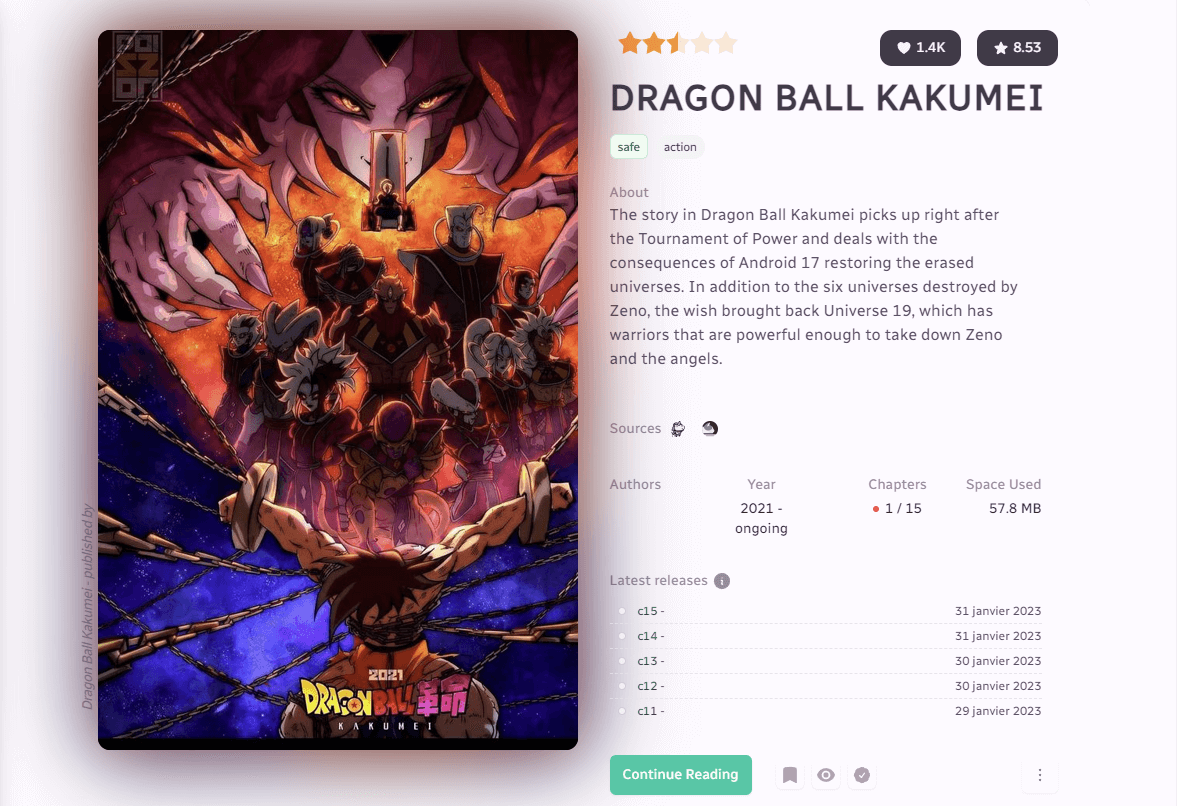 PO!
SZ
ON
1.4K
8.53
DRAGON BALL KAKUMEI
safe
action
About
The story in Dragon Ball Kakumei picks up right after
the Tournament of Power and deals with the
consequences of Android 17 restoring the erased
universes. In addition to the six universes destroyed by
Zeno, the wish brought back Universe 19, which has
warriors that are powerful enough to take down Zeno
and the angels.
Sources
Authors
Year
Chapters
Space Used
2021 -
ongoing
1 / 15
57.8 MB
Latest releases
c15 -
31 janvier 2023
c14 -
31 janvier 2023
c13 -
30 janvier 2023
c12 -
30 janvier 2023
c11 -
29 janvier 2023
Continue Reading
Dragon Ball Kakumei - published by
2021
DRAGON BALL 革命
KAKUMEI